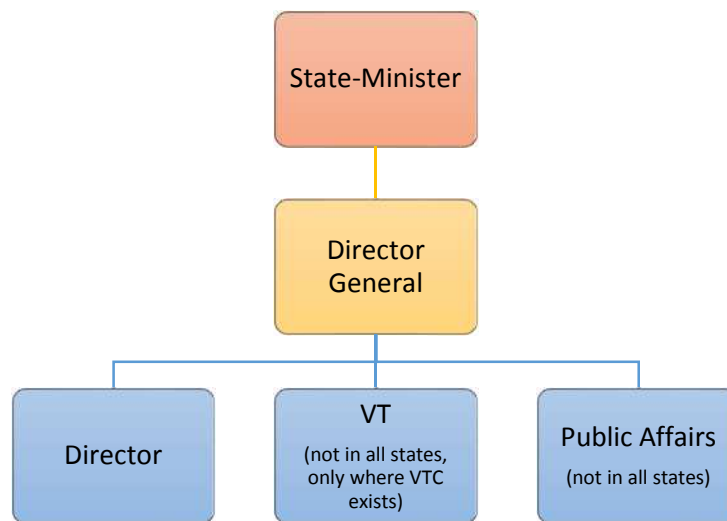 State-Minister
Director
General
Director
VT
(not in all states,
only where VTC
exists)
Public Affairs
(not in all states)